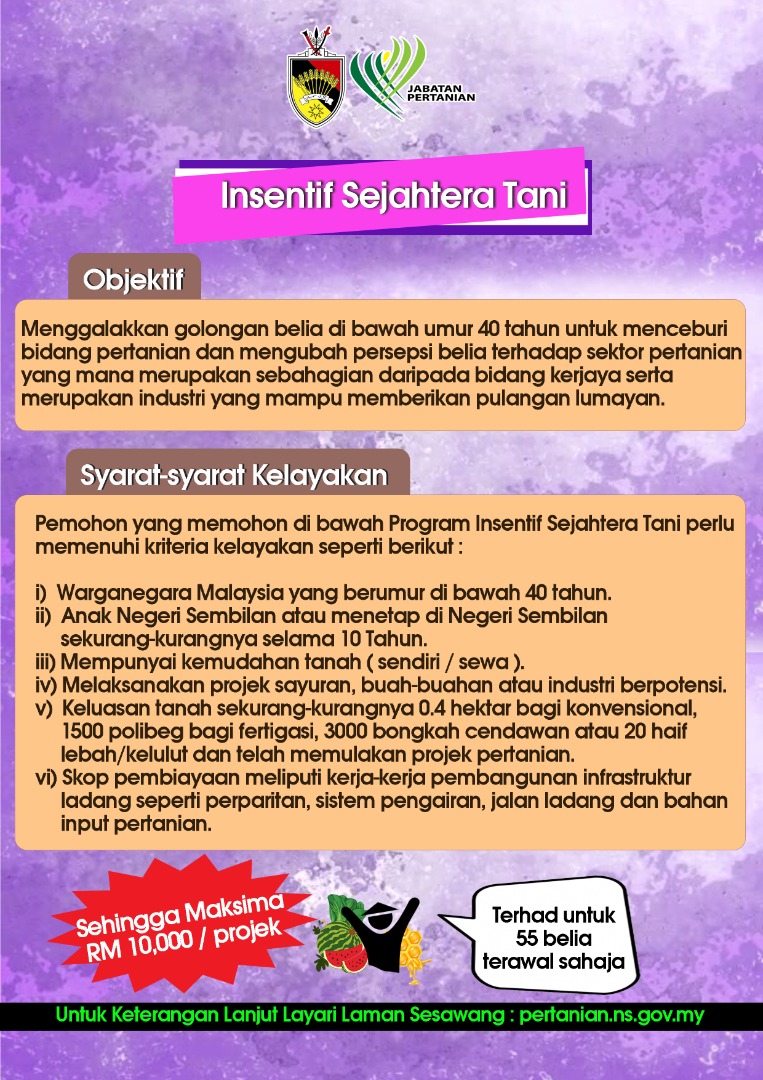 JABATAN
PERTANIAN
Insentif Sejahtera Tani
Objektif
Menggalakkan golongan belia di bawah umur 40 tahun untuk menceburi
bidang pertanian dan mengubah persepsi belia terhadap sektor pertanian
yang mana merupakan sebahagian daripada bidang kerjaya serta
merupakan industri yang mampu memberikan pulangan lumayan.
Syarat-syarat Kelayakan
Pemohon yang memohon di bawah Program Insentif Sejahtera Tani perlu
memenuhi kriteria kelayakan seperti berikut :
i) Warganegara Malaysia yang berumur di bawah 40 tahun.
ii) Anak Negeri Sembilan atau menetap di Negeri Sembilan
sekurang-kurangnya selama 10 Tahun.
iii) Mempunyai kemudahan tanah ( sendiri / sewa ).
iv) Melaksanakan projek sayuran, buah-buahan atau industri berpotensi.
v) Keluasan tanah sekurang-kurangnya 0.4 hektar bagi konvensional,
1500 polibeg bagi fertigasi, 3000 bongkah cendawan atau 20 haif
lebah/kelulut dan telah memulakan projek pertanian.
vi) Skop pembiayaan meliputi kerja-kerja pembangunan infrastruktur
ladang seperti perparitan, sistem pengairan, jalan ladang dan bahan
input pertanian.
Sehingga Maksima
RM 10,000 / projek
Terhad untuk
55 belia
terawal sahaja
Untuk Keterangan Lanjut Layari Laman Sesawang : pertanian.ns.gov.my